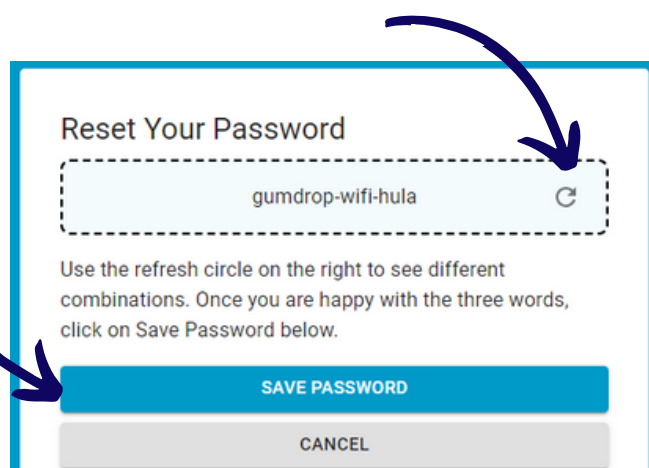 Reset Your Password
gumdrop-wifi-hula
Use the refresh circle on the right to see different
combinations. Once you are happy with the three words,
click on Save Password below.
SAVE PASSWORD
CANCEL